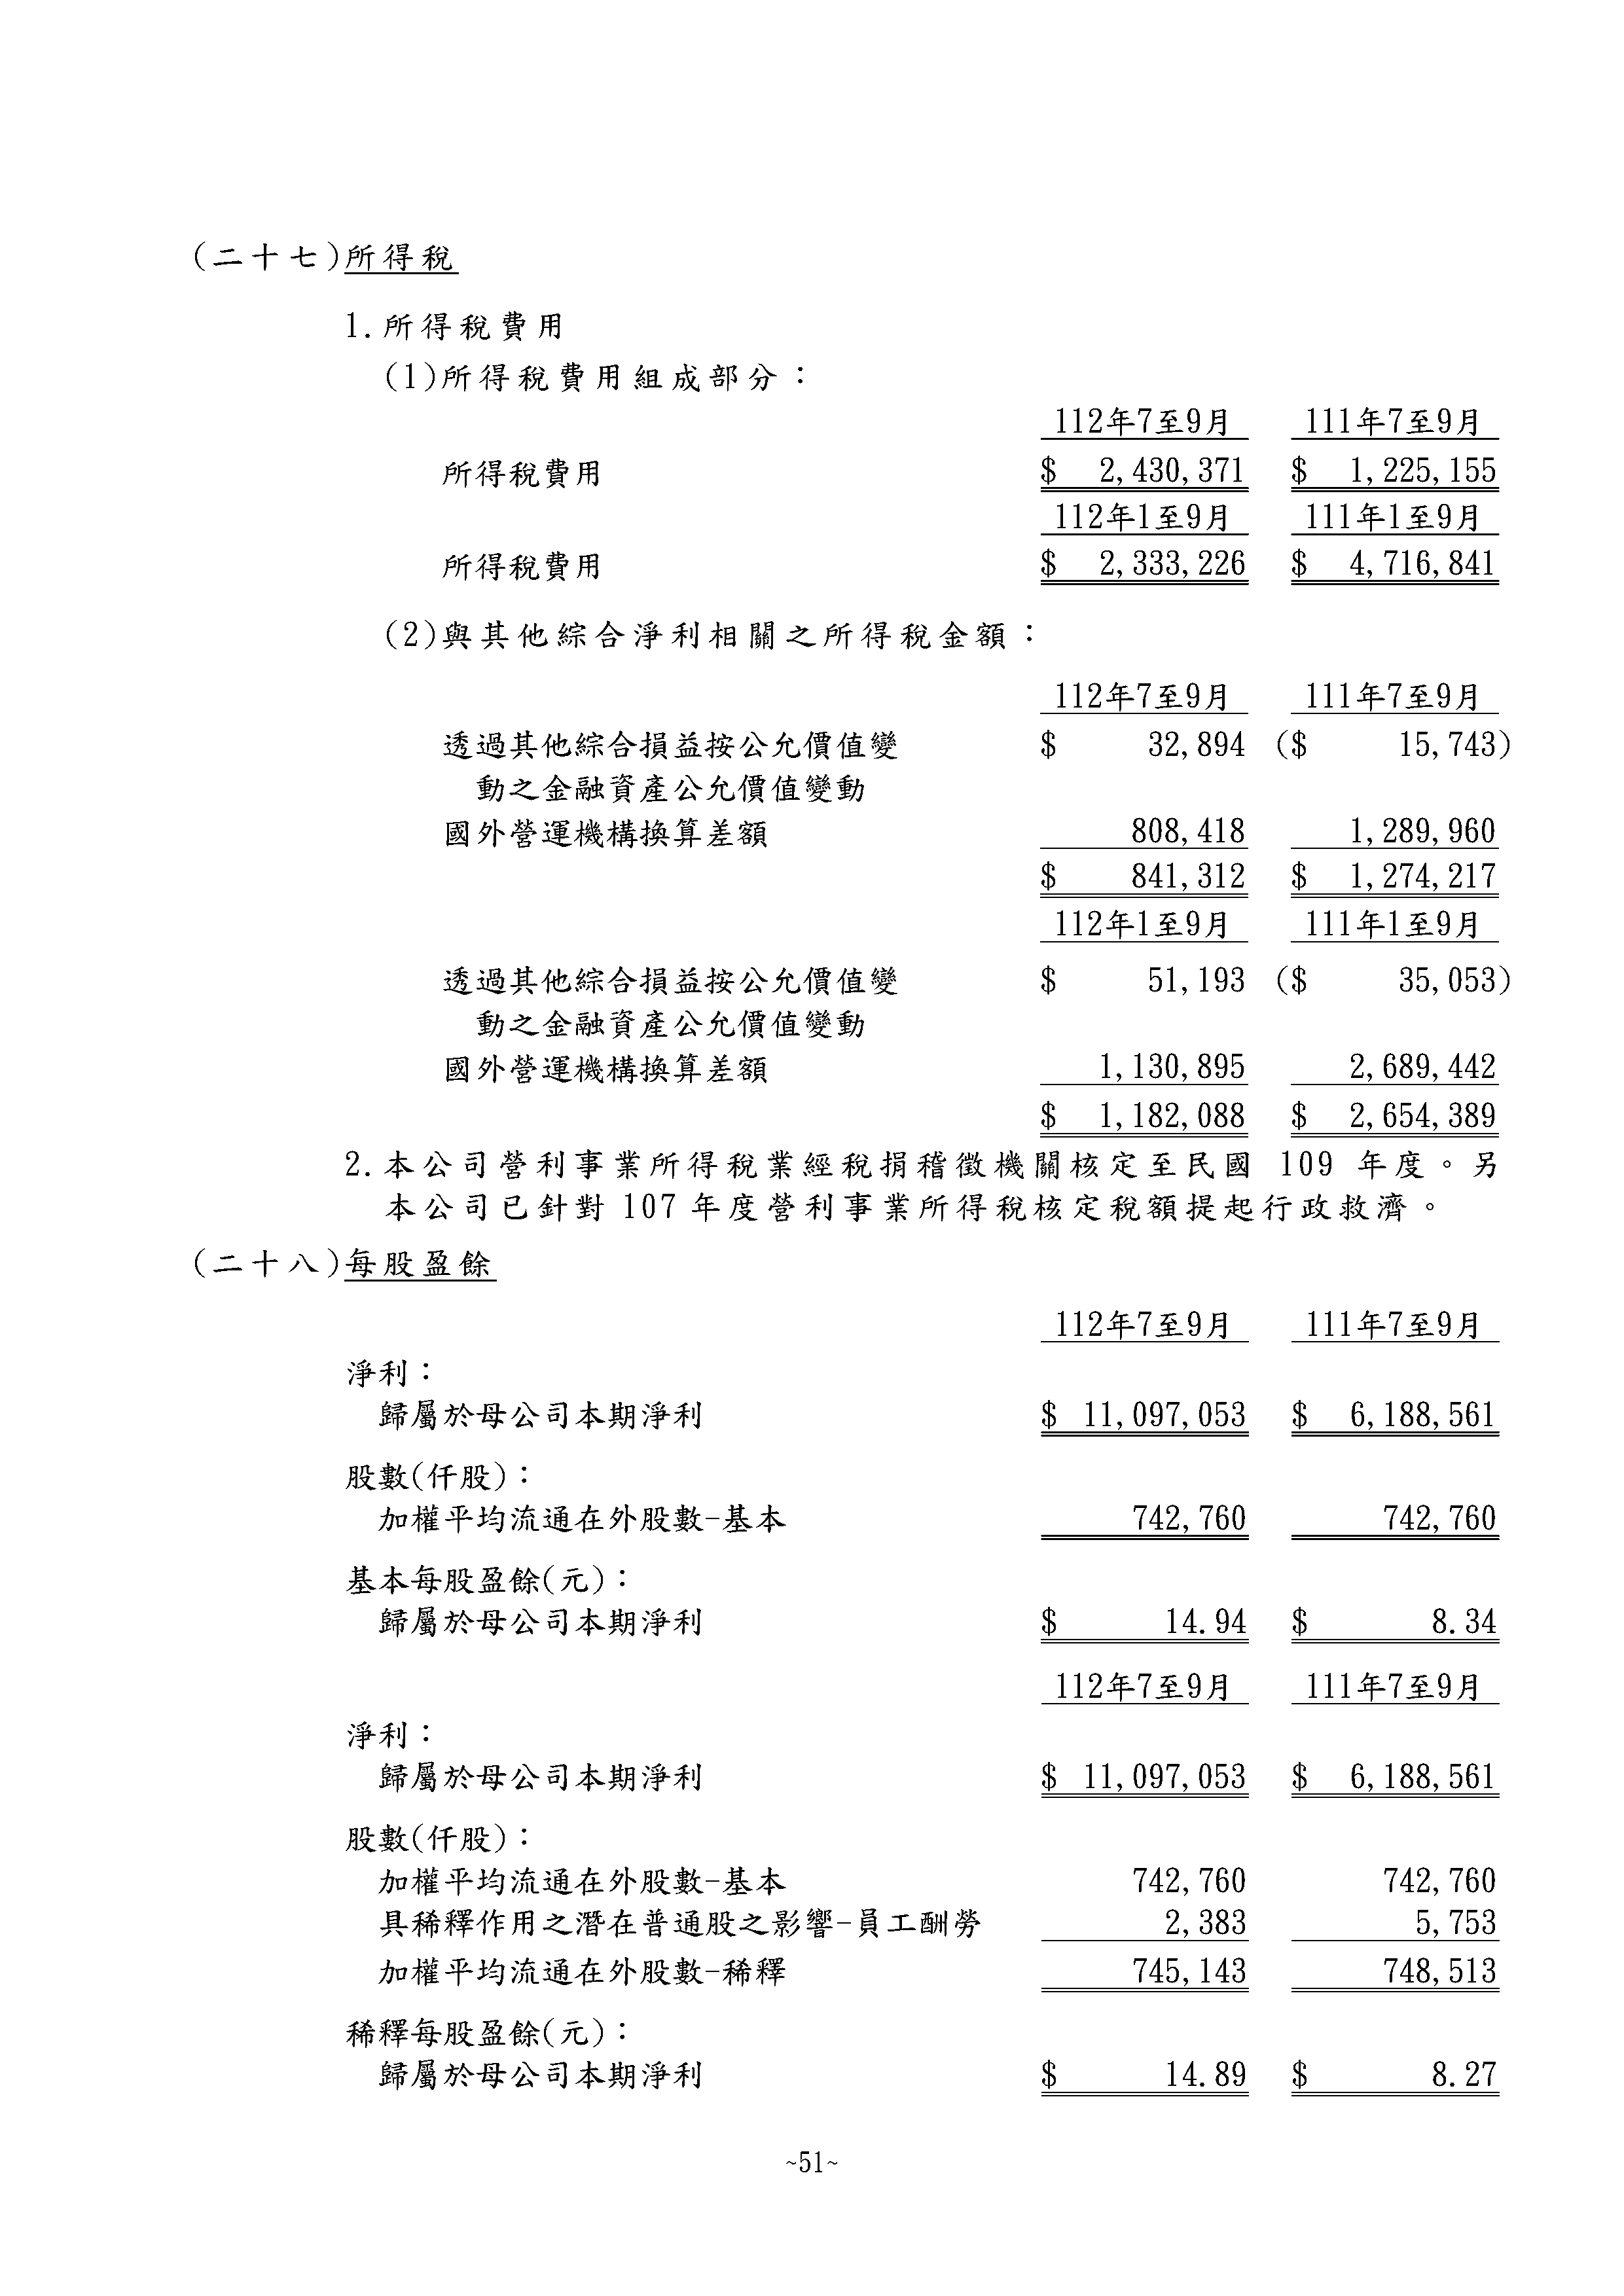 (二十七)所得稅
1.所得稅費用
(1)所得稅費用組成部分：
112年7至9月 111年7至9月
所得稅費用 $ 2,430,371 $ 1,225,155
112年1至9月 111年1至9月
所得稅費用 $ 2,333,226 $ 4,716,841
(2)與其他綜合淨利相關之所得稅金額：
112年7至9月 111年7至9月
透過其他綜合損益按公允價值變 $ 32,894 ($ 15,743)
動之金融資產公允價值變動
國外營運機構換算差額 808,418 1,289,960
$ 841,312 $ 1,274,217
112年1至9月 111年1至9月
透過其他綜合損益按公允價值變 $ 51,193 ($ 35,053)
動之金融資產公允價值變動
國外營運機構換算差額 1,130,895 2,689,442
$ 1,182,088 $ 2,654,389
2.本公司營利事業所得稅業經稅捐稽徵機關核定至民國 109 年度。另
本公司已針對 107 年度營利事業所得稅核定稅額提起行政救濟。
(二十八)每股盈餘
112年7至9月 111年7至9月
淨利：
歸屬於母公司本期淨利 $ 11,097,053 $ 6,188,561
股數(仟股)：
加權平均流通在外股數-基本 742,760 742,760
基本每股盈餘(元)：
歸屬於母公司本期淨利 $ 14.94 $ 8.34
112年7至9月 111年7至9月
淨利：
歸屬於母公司本期淨利 $ 11,097,053 $ 6,188,561
股數(仟股)：
加權平均流通在外股數-基本 742,760 742,760
具稀釋作用之潛在普通股之影響-員工酬勞 2,383 5,753
加權平均流通在外股數-稀釋 745,143 748,513
稀釋每股盈餘(元)：
歸屬於母公司本期淨利 $ 14.89 $ 8.27
~51~